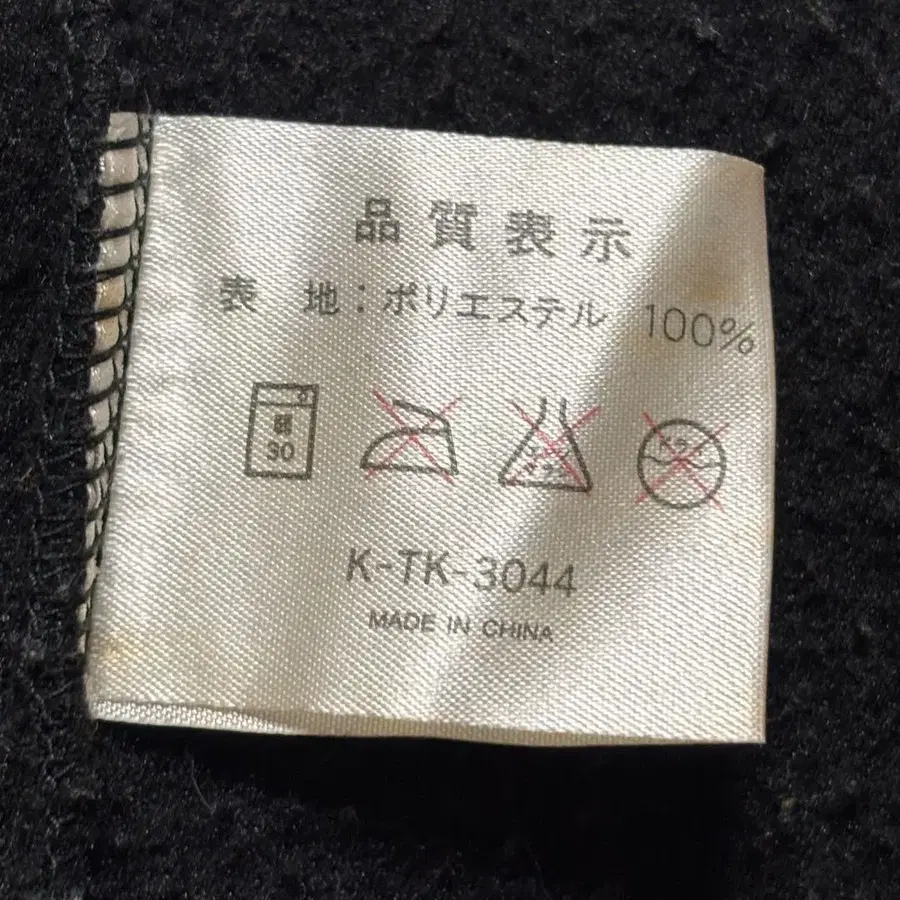 品質表示
表 地：ポリエステル 100%
弱 30
K-TK-3044
MADE IN CHINA